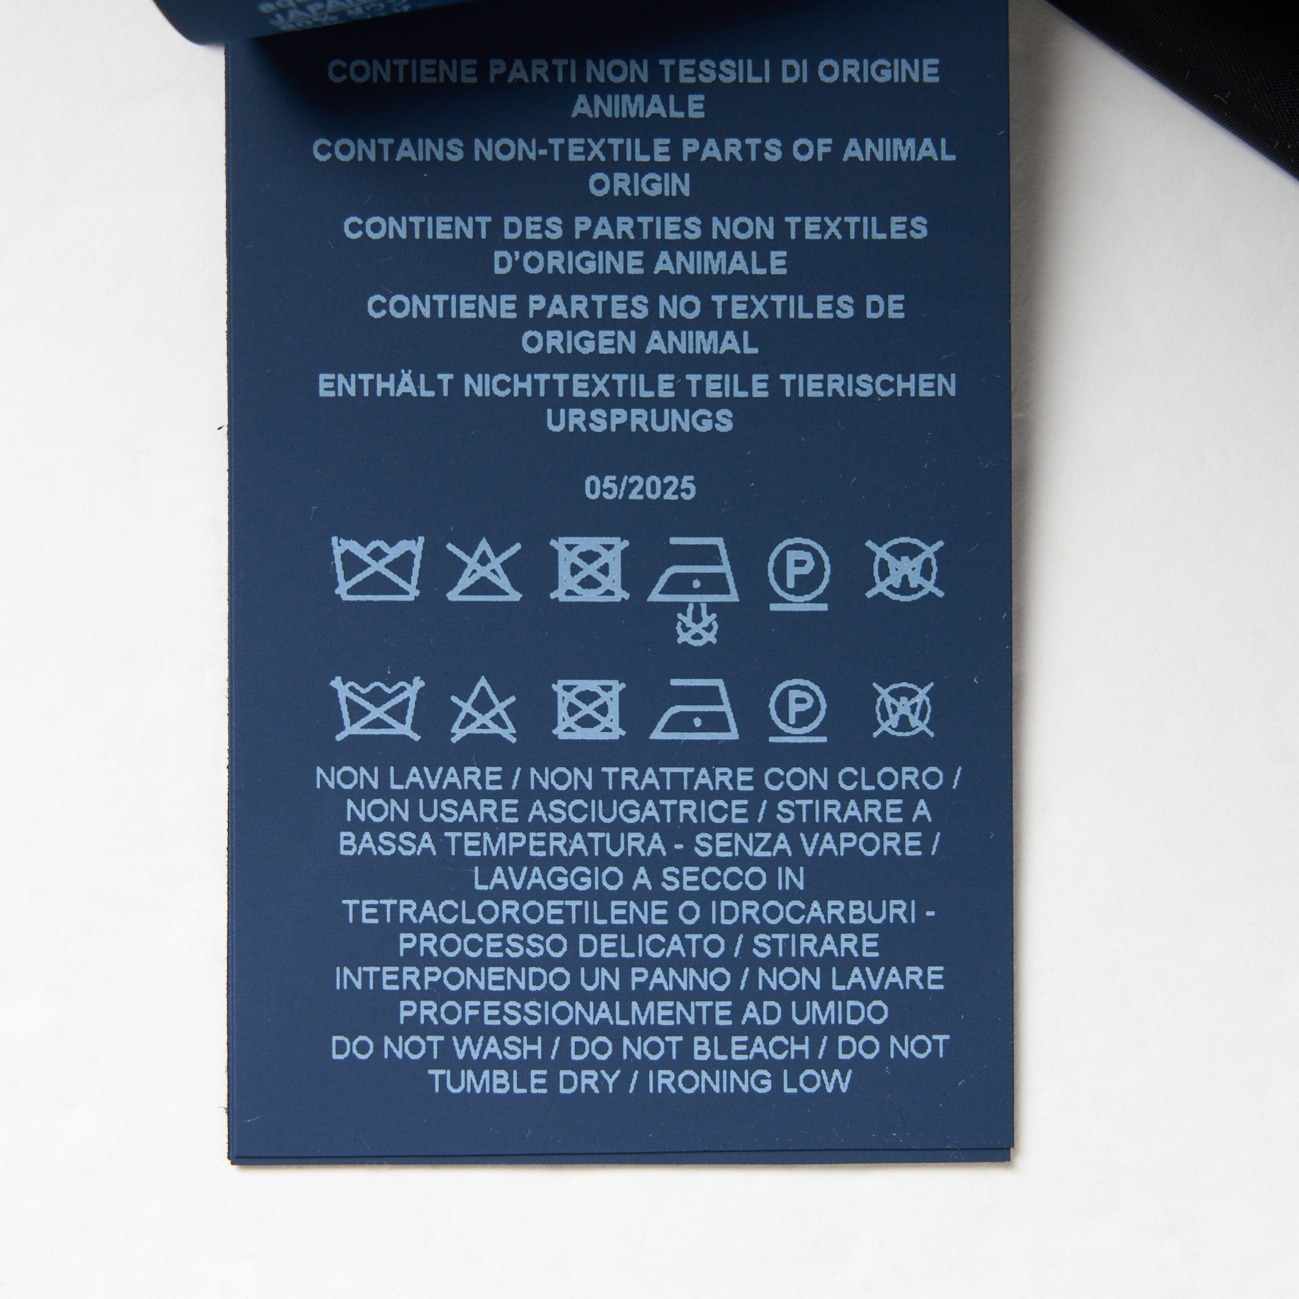 JAPAN
CONTIENE PARTI NON TESSILI DI ORIGINE
ANIMALE
CONTAINS NON-TEXTILE PARTS OF ANIMAL
ORIGIN
CONTIENT DES PARTIES NON TEXTILES
D'ORIGINE ANIMALE
CONTIENE PARTES NO TEXTILES DE
ORIGEN ANIMAL
ENTHÄLT NICHTTEXTILE TEILE TIERISCHEN
URSPRUNGS
05/2025
P W
P W
NON LAVARE / NON TRATTARE CON CLORO /
NON USARE ASCIUGATRICE / STIRARE A
BASSA TEMPERATURA - SENZA VAPORE /
LAVAGGIO A SECCO IN
TETRACLOROETILENE O IDROCARBURI -
PROCESSO DELICATO / STIRARE
INTERPONENDO UN PANNO / NON LAVARE
PROFESSIONALMENTE AD UMIDO
DO NOT WASH / DO NOT BLEACH / DO NOT
TUMBLE DRY / IRONING LOW